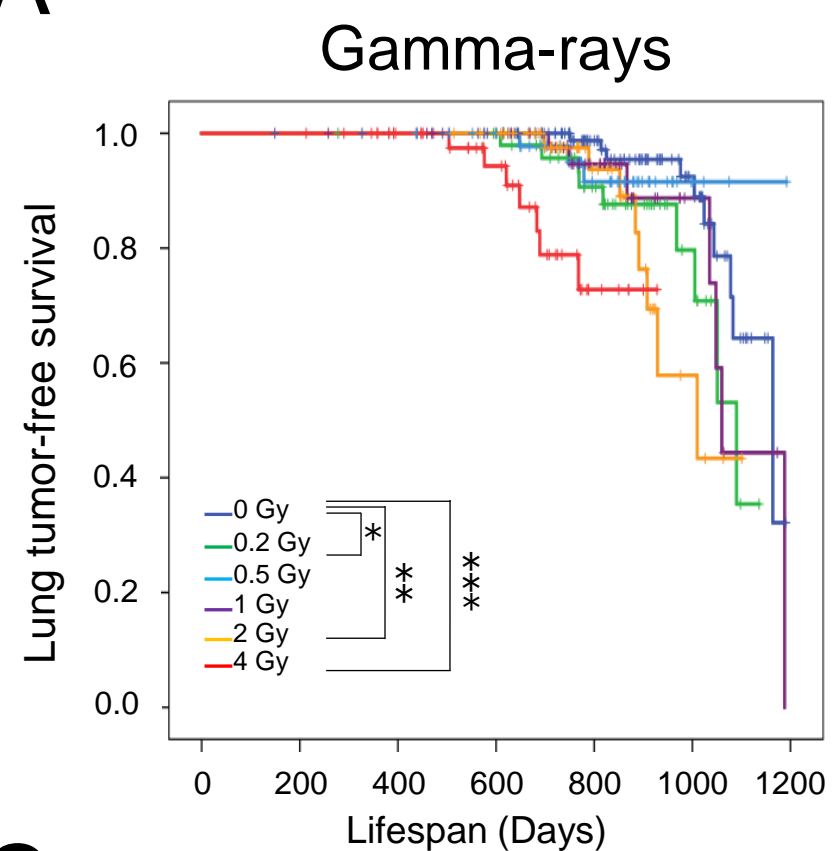 Gamma-rays
Lung tumor-free survival
1.0
0.8
0.6
0.4
0.2
0.0
0 Gy
0.2 Gy
0.5 Gy
1 Gy
2 Gy
4 Gy
*
**
***
0 200 400 600 800 1000 1200
Lifespan (Days)